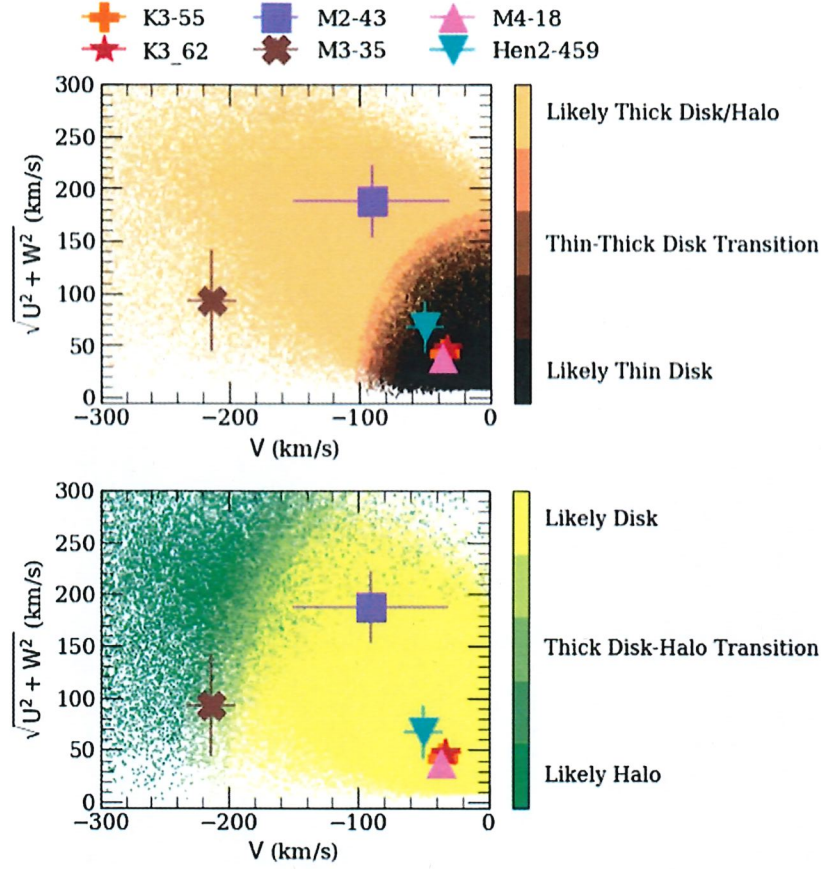 K3-55 M2-43 M4-18
K3_62 M3-35 Hen2-459
300
250
200
150
100
50
0
−300 −200 −100 0
V (km/s)
√U² + W² (km/s)
Likely Thick Disk/Halo
Thin-Thick Disk Transition
Likely Thin Disk
300
250
200
150
100
50
0
−300 −200 −100 0
V (km/s)
√U² + W² (km/s)
Likely Disk
Thick Disk-Halo Transition
Likely Halo